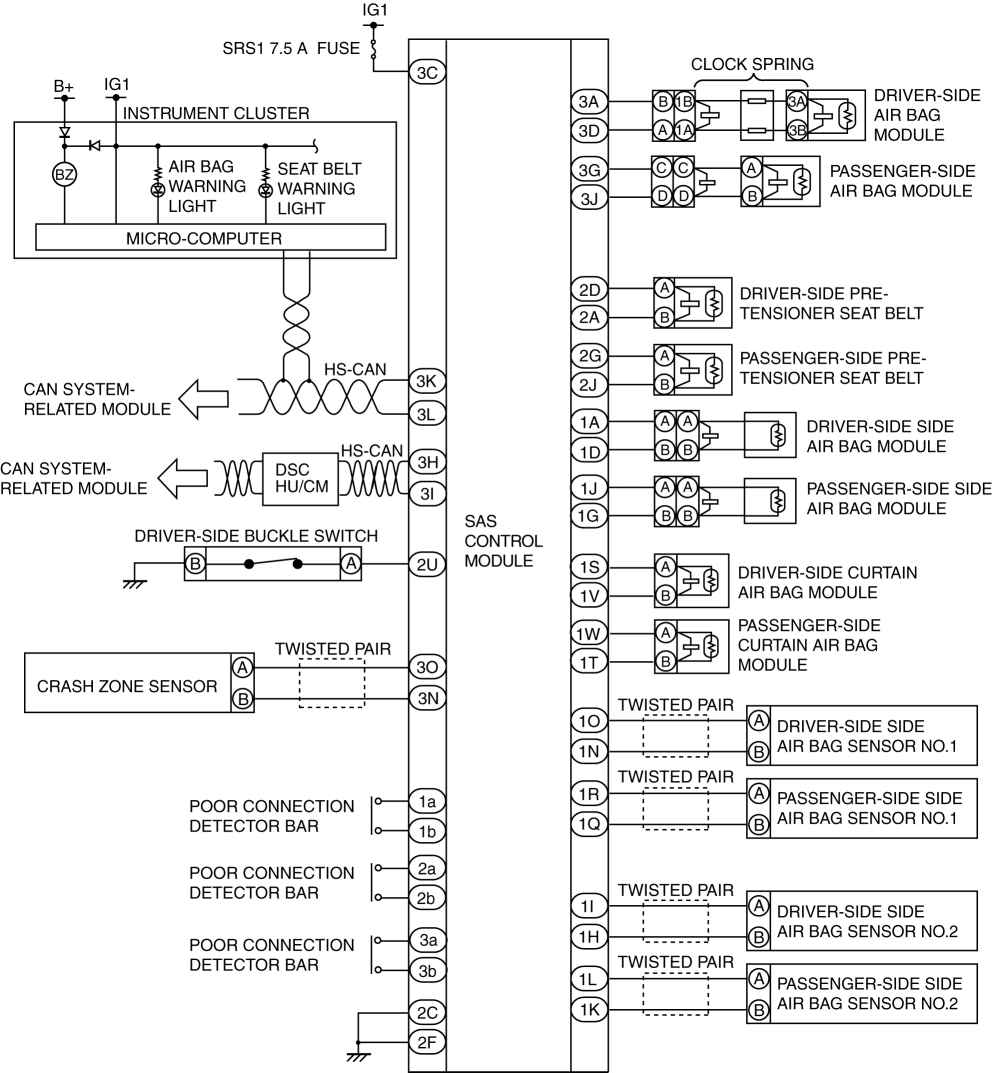 IG1
SRS1 7.5 A FUSE
3C
B+
IG1
INSTRUMENT CLUSTER
BZ
AIR BAG
WARNING
LIGHT
SEAT BELT
WARNING
LIGHT
MICRO-COMPUTER
HS-CAN
CAN SYSTEM-
RELATED MODULE
3K
3L
HS-CAN
CAN SYSTEM-
RELATED MODULE
DSC
HU/CM
3H
3I
DRIVER-SIDE BUCKLE SWITCH
B
A
2U
TWISTED PAIR
CRASH ZONE SENSOR
A
B
3O
3N
POOR CONNECTION
DETECTOR BAR
1a
1b
POOR CONNECTION
DETECTOR BAR
2a
2b
POOR CONNECTION
DETECTOR BAR
3a
3b
2C
2F
SAS
CONTROL
MODULE
CLOCK SPRING
3A
B 1B
3A
3D
A 1A
3B
DRIVER-SIDE
AIR BAG
MODULE
3G
C C
A
3J
D D
B
PASSENGER-SIDE
AIR BAG MODULE
2D
A
2A
B
DRIVER-SIDE PRE-
TENSIONER SEAT BELT
2G
A
2J
B
PASSENGER-SIDE PRE-
TENSIONER SEAT BELT
1A
A A
1D
B B
DRIVER-SIDE SIDE
AIR BAG MODULE
1J
A A
1G
B B
PASSENGER-SIDE SIDE
AIR BAG MODULE
1S
A
1V
B
DRIVER-SIDE CURTAIN
AIR BAG MODULE
1W
A
1T
B
PASSENGER-SIDE
CURTAIN AIR BAG
MODULE
TWISTED PAIR
1O
A
1N
B
DRIVER-SIDE SIDE
AIR BAG SENSOR NO.1
TWISTED PAIR
1R
A
1Q
B
PASSENGER-SIDE SIDE
AIR BAG SENSOR NO.1
TWISTED PAIR
1I
A
1H
B
DRIVER-SIDE SIDE
AIR BAG SENSOR NO.2
TWISTED PAIR
1L
A
1K
B
PASSENGER-SIDE SIDE
AIR BAG SENSOR NO.2